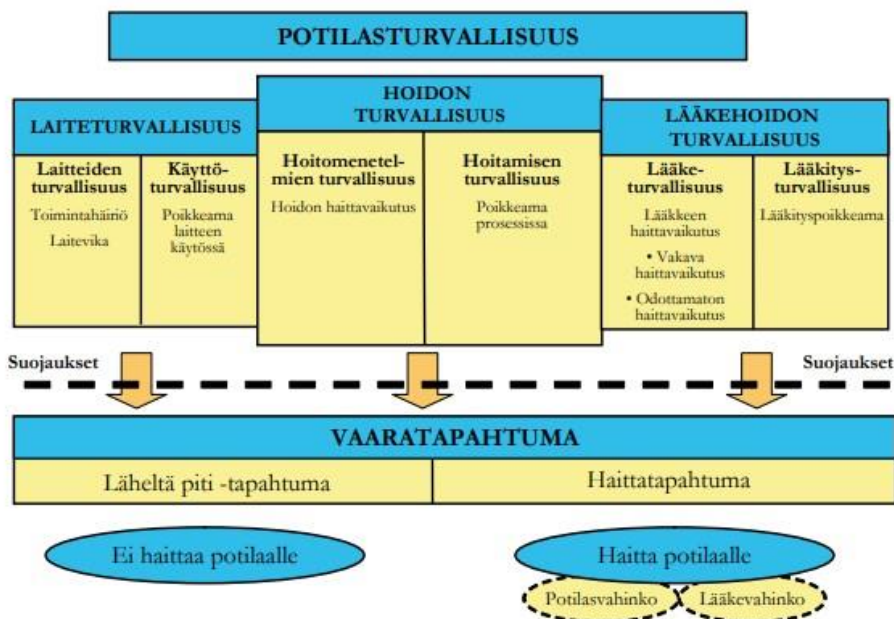 POTILASTURVALLISUUS
LAITETURVALLISUUS
Laitteiden
turvallisuus
Toimintahäiriö
Laitevika
Käyttö-
turvallisuus
Poikkeama
laitteen
käytössä
HOIDON
TURVALLISUUS
Hoitomenetel-
mien turvallisuus
Hoidon haittavaikutus
Hoitamisen
turvallisuus
Poikkeama
prosessissa
LÄÄKEHOIDON
TURVALLISUUS
Lääke-
turvallisuus
Lääkkeen
haittavaikutus
• Vakava
haittavaikutus
• Odottamaton
haittavaikutus
Lääkitys-
turvallisuus
Lääkityspoikkeama
Suojaukset
Suojaukset
VAARATAPAHTUMA
Läheltä piti -tapahtuma
Haittatapahtuma
Ei haittaa potilaalle
Haitta potilaalle
Potilasvahinko
Lääkevahinko